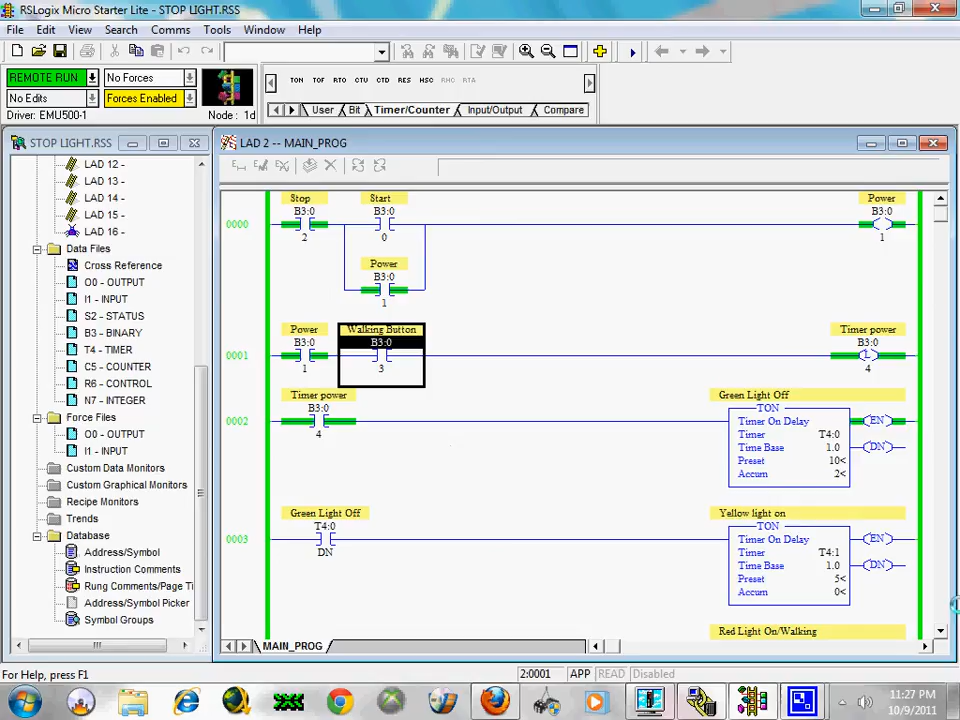 RSLogix Micro Starter Lite - STOP LIGHT.RSS
File Edit View Search Comms Tools Window Help
REMOTE RUN No Forces
No Edits Forces Enabled
Driver: EMU500-1 Node : 1d
TON TOF RTO CTU CTD RES HSC RHC RTA
User Bit Timer/Counter Input/Output Compare
STOP LIGHT.RSS
LAD 12 -
LAD 13 -
LAD 14 -
LAD 15 -
LAD 16 -
Data Files
Cross Reference
O0 - OUTPUT
I1 - INPUT
S2 - STATUS
B3 - BINARY
T4 - TIMER
C5 - COUNTER
R6 - CONTROL
N7 - INTEGER
Force Files
O0 - OUTPUT
I1 - INPUT
Custom Data Monitors
Custom Graphical Monitors
Recipe Monitors
Trends
Database
Address/Symbol
Instruction Comments
Rung Comments/Page Ti
Address/Symbol Picker
Symbol Groups
LAD 2 -- MAIN_PROG
Stop Start Power
B3:0 B3:0 B3:0
0000
2 0 1
Power
B3:0
1
Power Walking Button Timer power
B3:0 B3:0 B3:0
0001 L
1 3 4
Timer power Green Light Off
B3:0 TON
0002 Timer On Delay EN
4 Timer T4:0
Time Base 1.0 DN
Preset 10<
Accum 2<
Green Light Off Yellow light on
T4:0 TON
0003 Timer On Delay EN
DN Timer T4:1
Time Base 1.0 DN
Preset 5<
Accum 0<
Red Light On/Walking
MAIN_PROG
For Help, press F1 2:0001 APP READ Disabled
11:27 PM
10/9/2011